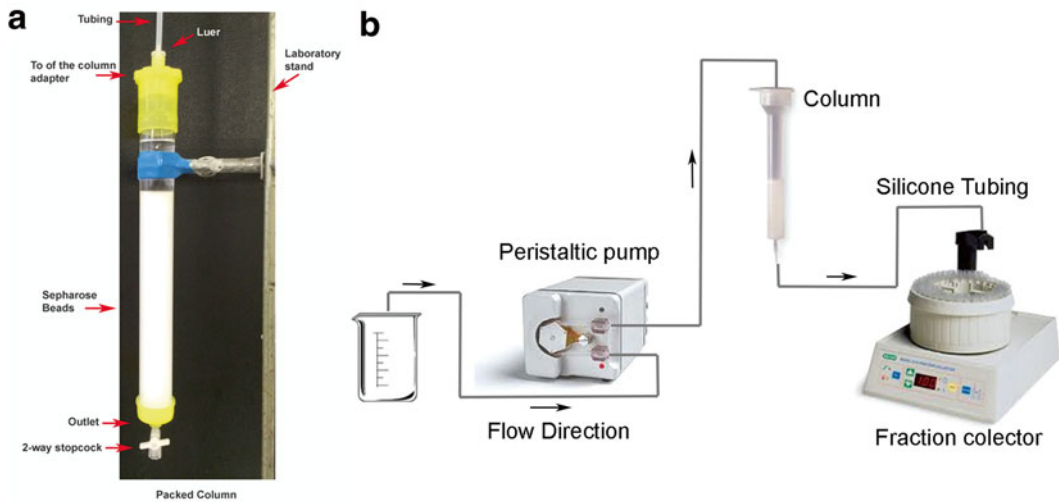 a
Tubing
Luer
To of the column
adapter
Laboratory
stand
Sepharose
Beads
Outlet
2-way stopcock
Packed Column
b
Column
Silicone Tubing
Peristaltic pump
Flow Direction
Fraction colector